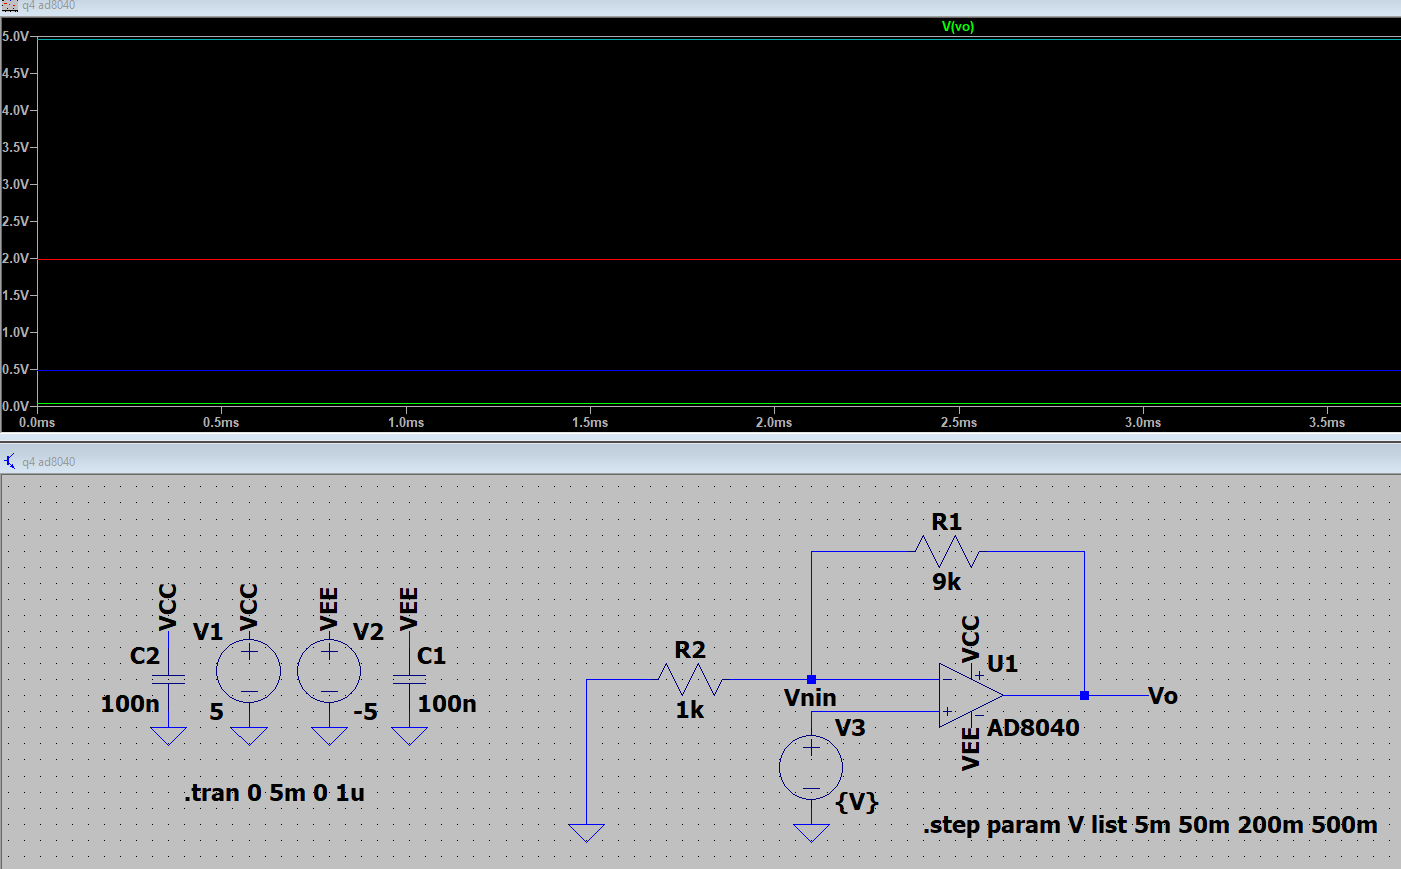 q4 ad8040
V(vo)
5.0V
4.5V
4.0V
3.5V
3.0V
2.5V
2.0V
1.5V
1.0V
0.5V
0.0V
0.0ms 0.5ms 1.0ms 1.5ms 2.0ms 2.5ms 3.0ms 3.5ms
q4 ad8040
R1
9k
VCC
VCC
VEE
VEE
V1
V2
C2
C1
100n
5
-5
100n
R2
1k
Vnin
VCC
U1
Vo
V3
VEE
AD8040
{V}
.tran 0 5m 0 1u
.step param V list 5m 50m 200m 500m